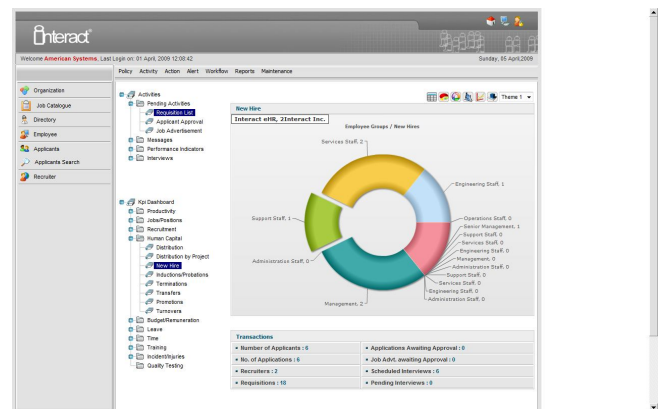 interact
Welcome American Systems, Last Login on: 01 April, 2009 12:08:42
Sunday, 05 April,2009
Policy Activity Action Alert Workflow Reports Maintenance
Organization
Job Catalogue
Directory
Employee
Applicants
Applicants Search
Recruiter
Activities
Pending Activities
Requisition List
Applicant Approval
Job Advertisement
Messages
Performance Indicators
Interviews
Kpi Dashboard
Productivity
Jobs/Positions
Recruitment
Human Capital
Distribution
Distribution by Project
New Hire
Inductions/Probations
Terminations
Transfers
Promotions
Turnovers
Budget/Remuneration
Leave
Time
Training
Incident/Injuries
Quality Testing
Theme 1
New Hire
Interact eHR, 2Interact Inc.
Employee Groups / New Hires
Services Staff, 2
Engineering Staff, 1
Support Staff, 1
Operations Staff, 0
Senior Management, 1
Support Staff, 0
Services Staff, 0
Engineering Staff, 0
Management, 0
Administration Staff, 0
Administration Staff, 0
Support Staff, 0
Services Staff, 0
Engineering Staff, 0
Administration Staff, 0
Management, 2
Transactions
Number of Applicants : 6
Applications Awaiting Approval : 0
No. of Applications : 6
Job Advt. awaiting Approval : 0
Recruiters : 2
Scheduled Interviews : 6
Requisitions : 18
Pending Interviews : 0